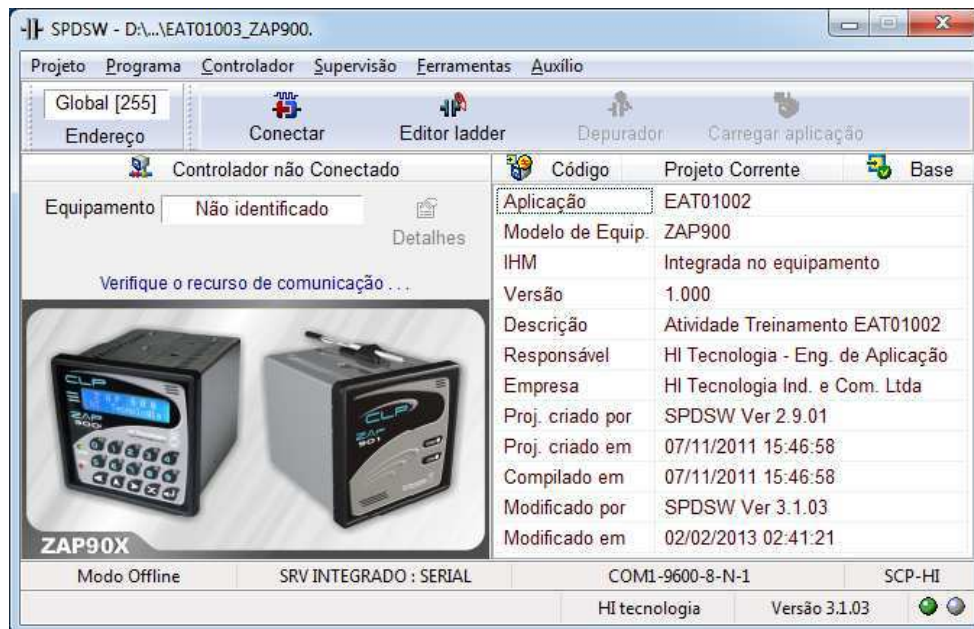 SPDSW - D:\...\EAT01003_ZAP900.
Projeto Programa Controlador Supervisão Ferramentas Auxílio
Global [255]
Endereço
Conectar
Editor ladder
Depurador
Carregar aplicação
Controlador não Conectado
Equipamento Não identificado
Detalhes
Verifique o recurso de comunicação . . .
CLP
ZAP
900
CLP
ZAP
901
ZAP90X
Código Projeto Corrente Base
Aplicação EAT01002
Modelo de Equip. ZAP900
IHM Integrada no equipamento
Versão 1.000
Descrição Atividade Treinamento EAT01002
Responsável HI Tecnologia - Eng. de Aplicação
Empresa HI Tecnologia Ind. e Com. Ltda
Proj. criado por SPDSW Ver 2.9.01
Proj. criado em 07/11/2011 15:46:58
Compilado em 07/11/2011 15:46:58
Modificado por SPDSW Ver 3.1.03
Modificado em 02/02/2013 02:41:21
Modo Offline SRV INTEGRADO : SERIAL COM1-9600-8-N-1 SCP-HI
HI tecnologia Versão 3.1.03